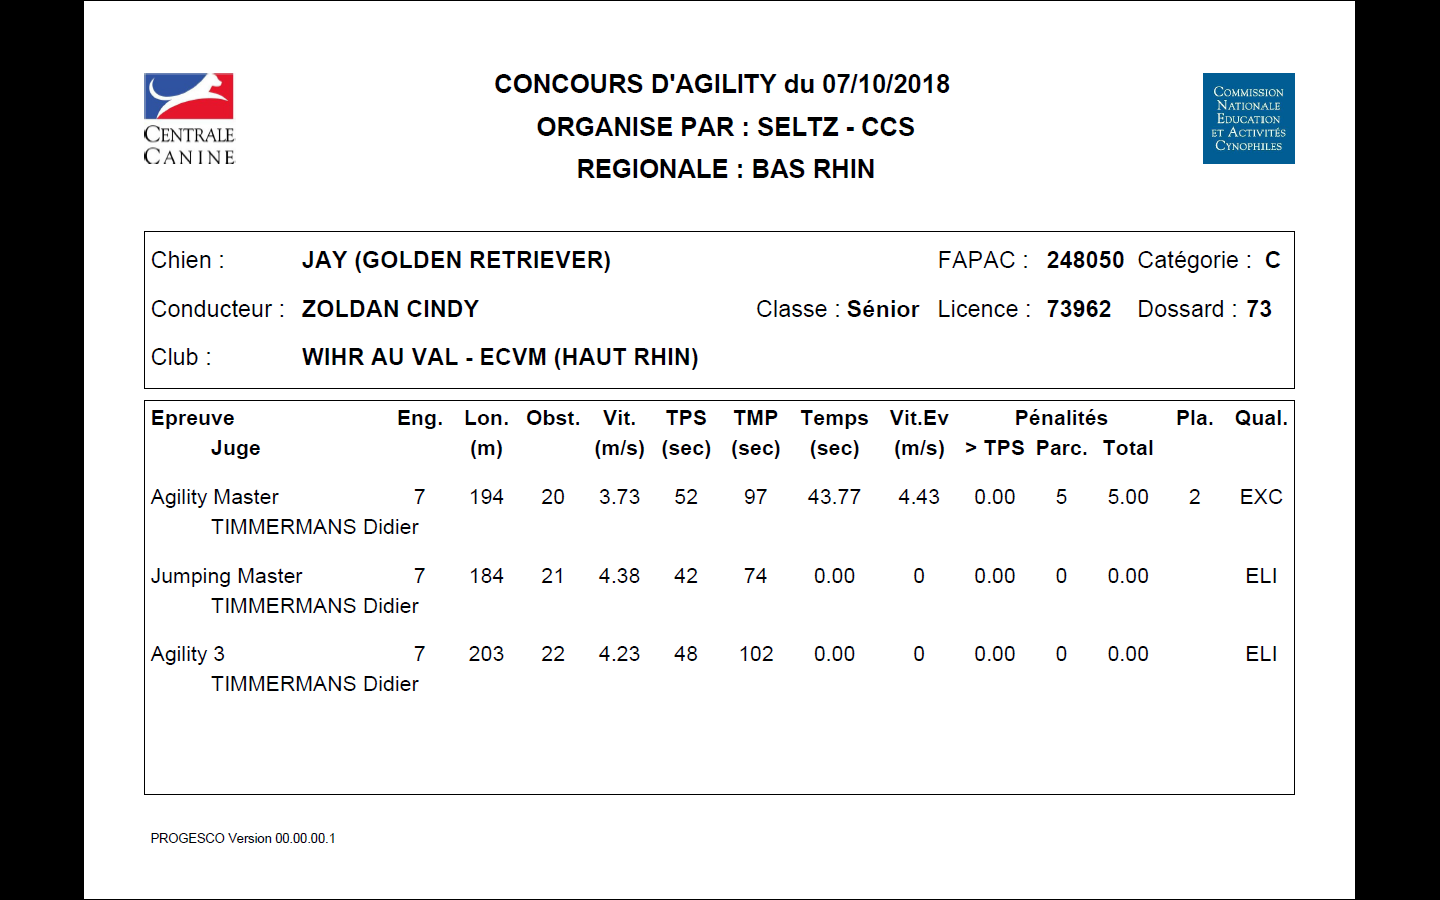 CONCOURS D'AGILITY du 07/10/2018
ORGANISE PAR : SELTZ - CCS
REGIONALE : BAS RHIN
CENTRALE
CANINE
COMMISSION
NATIONALE
EDUCATION
ET ACTIVITÉS
CYNOPHILES
Chien : JAY (GOLDEN RETRIEVER) FAPAC : 248050 Catégorie : C
Conducteur : ZOLDAN CINDY Classe : Sénior Licence : 73962 Dossard : 73
Club : WIHR AU VAL - ECVM (HAUT RHIN)
Epreuve Eng. Lon. Obst. Vit. TPS TMP Temps Vit.Ev Pénalités Pla. Qual.
Juge (m) (m/s) (sec) (sec) (sec) (m/s) > TPS Parc. Total
Agility Master 7 194 20 3.73 52 97 43.77 4.43 0.00 5 5.00 2 EXC
TIMMERMANS Didier
Jumping Master 7 184 21 4.38 42 74 0.00 0 0.00 0 0.00 ELI
TIMMERMANS Didier
Agility 3 7 203 22 4.23 48 102 0.00 0 0.00 0 0.00 ELI
TIMMERMANS Didier
PROGESCO Version 00.00.00.1